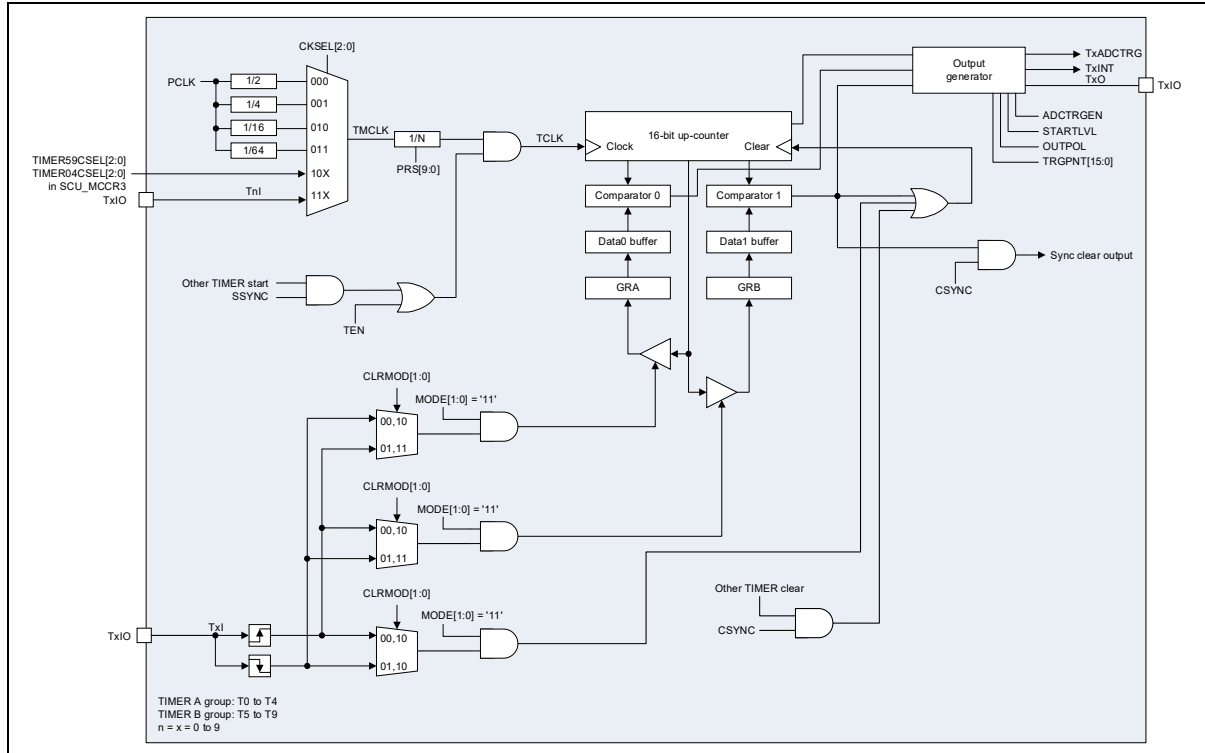 CKSEL[2:0]
PCLK
1/2
1/4
1/16
1/64
000
001
010
011
10X
11X
TIMER59CSEL[2:0]
TIMER04CSEL[2:0]
in SCU_MCCR3
TxIO
TnI
TMCLK
1/N
PRS[9:0]
TCLK
16-bit up-counter
Clock
Clear
Output
generator
TxADCTRG
TxINT
TxO
TxIO
ADCTRGEN
STARTLVL
OUTPOL
TRGPNT[15:0]
Comparator 0
Comparator 1
Data0 buffer
Data1 buffer
GRA
GRB
Sync clear output
CSYNC
Other TIMER start
SSYNC
TEN
CLRMOD[1:0]
MODE[1:0] = '11'
00,10
01,11
CLRMOD[1:0]
MODE[1:0] = '11'
00,10
01,11
CLRMOD[1:0]
MODE[1:0] = '11'
00,10
01,10
Other TIMER clear
CSYNC
TxIO
TxI
TIMER A group: T0 to T4
TIMER B group: T5 to T9
n = x = 0 to 9